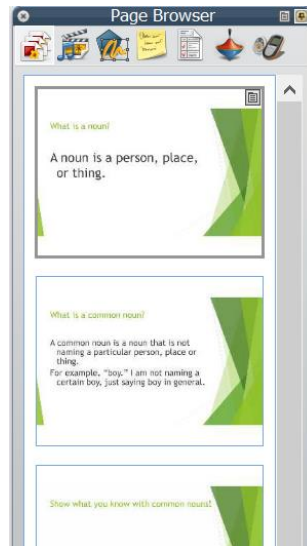 Page Browser
What is a noun?
A noun is a person, place,
or thing.
What is a common noun?
A common noun is a noun that is not
naming a particular person, place or
thing.
For example, "boy." I am not naming a
certain boy, just saying boy in general.
Show what you know with common nouns!